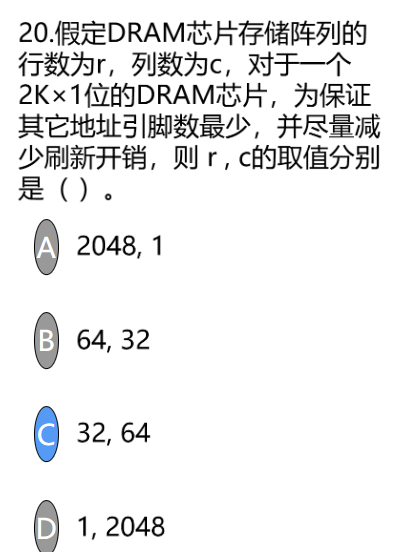 20.假定DRAM芯片存储阵列的
行数为r，列数为c，对于一个
2K×1位的DRAM芯片，为保证
其它地址引脚数最少，并尽量减
少刷新开销，则 r , c的取值分别
是（ ）。
A 2048, 1
B 64, 32
C 32, 64
D 1, 2048